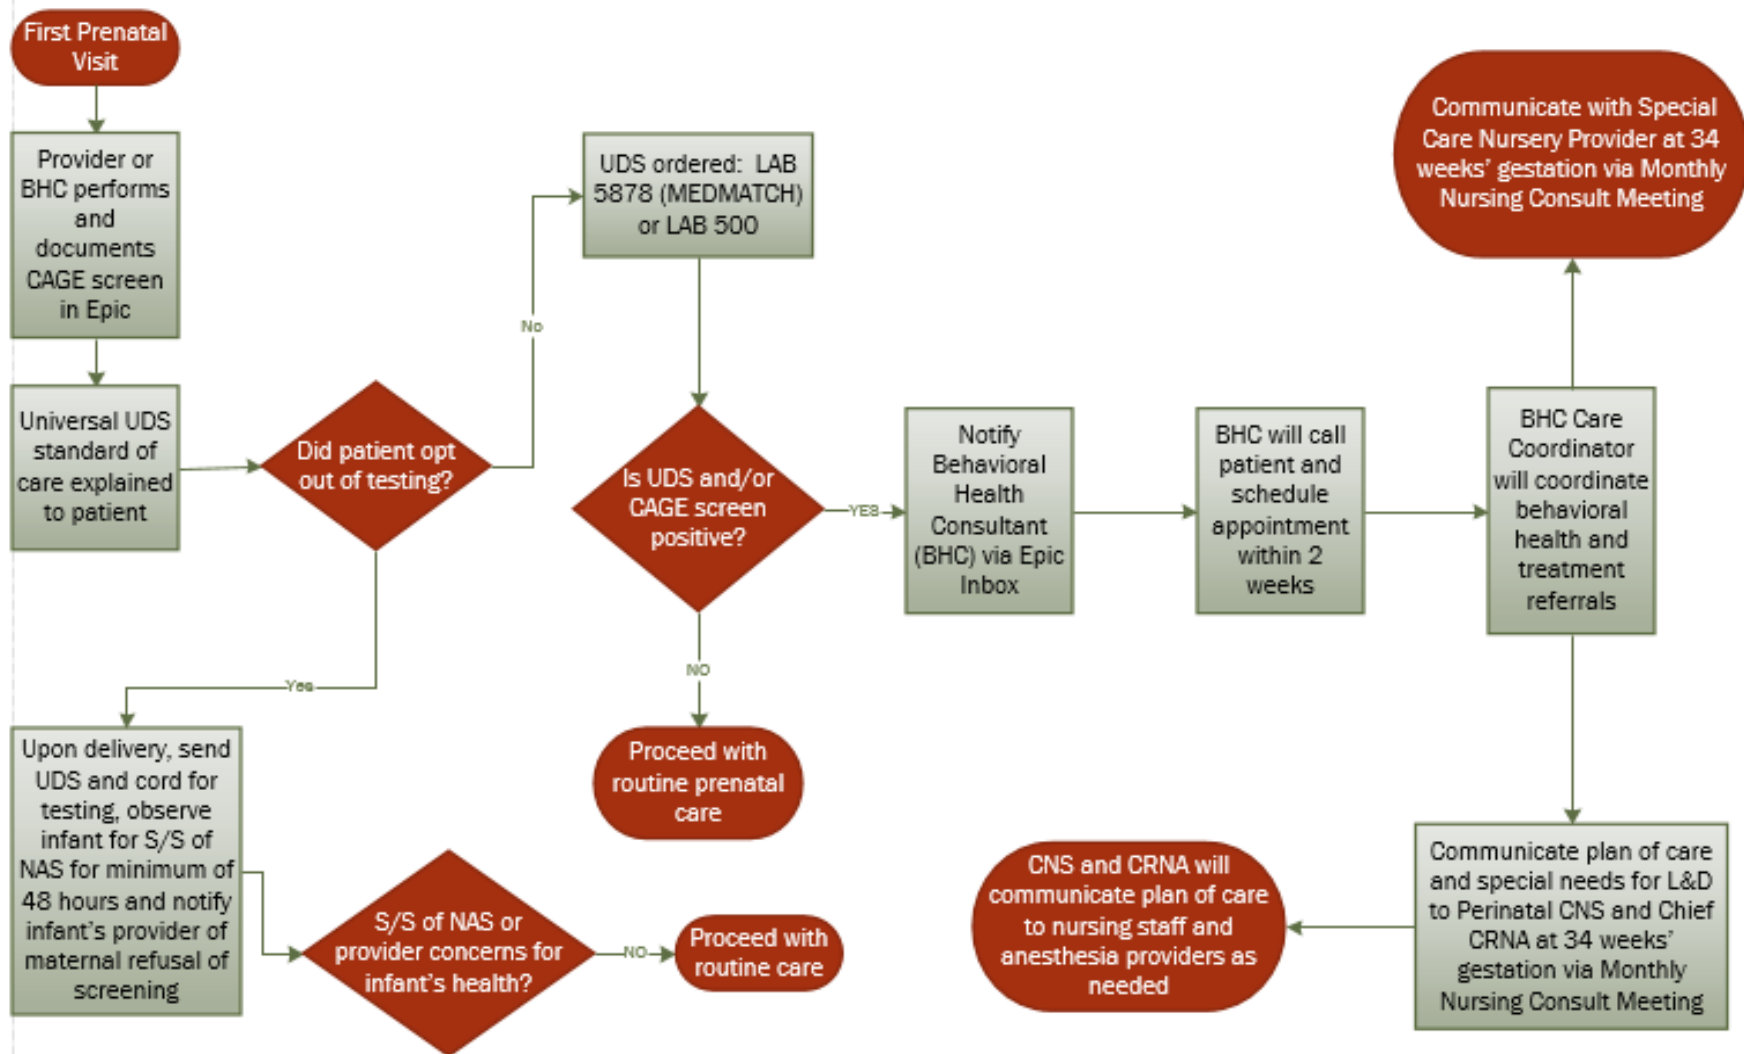 First Prenatal
Visit
Provider or
BHC performs
and
documents
CAGE screen
in Epic
Universal UDS
standard of
care explained
to patient
Did patient opt
out of testing?
No
Yes
UDS ordered: LAB
5878 (MEDMATCH)
or LAB 500
Is UDS and/or
CAGE screen
positive?
YES
NO
Proceed with
routine prenatal
care
Notify
Behavioral
Health
Consultant
(BHC) via Epic
Inbox
BHC will call
patient and
schedule
appointment
within 2
weeks
BHC Care
Coordinator
will coordinate
behavioral
health and
treatment
referrals
Communicate with Special
Care Nursery Provider at 34
weeks' gestation via Monthly
Nursing Consult Meeting
Communicate plan of care
and special needs for L&D
to Perinatal CNS and Chief
CRNA at 34 weeks'
gestation via Monthly
Nursing Consult Meeting
CNS and CRNA will
communicate plan of care
to nursing staff and
anesthesia providers as
needed
Upon delivery, send
UDS and cord for
testing, observe
infant for S/S of
NAS for minimum of
48 hours and notify
infant's provider of
maternal refusal of
screening
S/S of NAS or
provider concerns for
infant's health?
NO
Proceed with
routine care